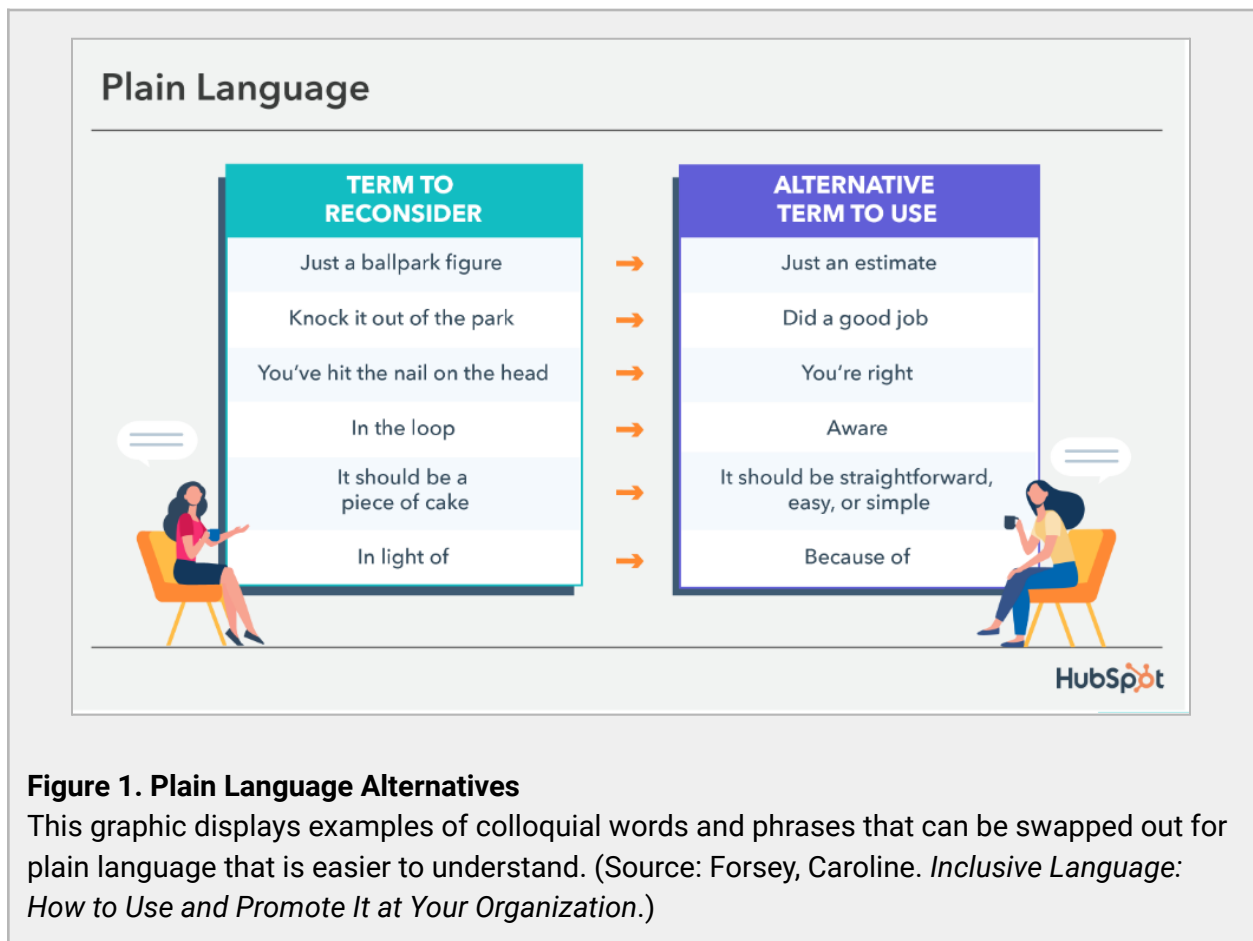 Plain Language
TERM TO
RECONSIDER
ALTERNATIVE
TERM TO USE
Just a ballpark figure
Just an estimate
Knock it out of the park
Did a good job
You've hit the nail on the head
You're right
In the loop
Aware
It should be a
piece of cake
It should be straightforward,
easy, or simple
In light of
Because of
HubSpot
Figure 1. Plain Language Alternatives
This graphic displays examples of colloquial words and phrases that can be swapped out for
plain language that is easier to understand. (Source: Forsey, Caroline. Inclusive Language:
How to Use and Promote It at Your Organization.)